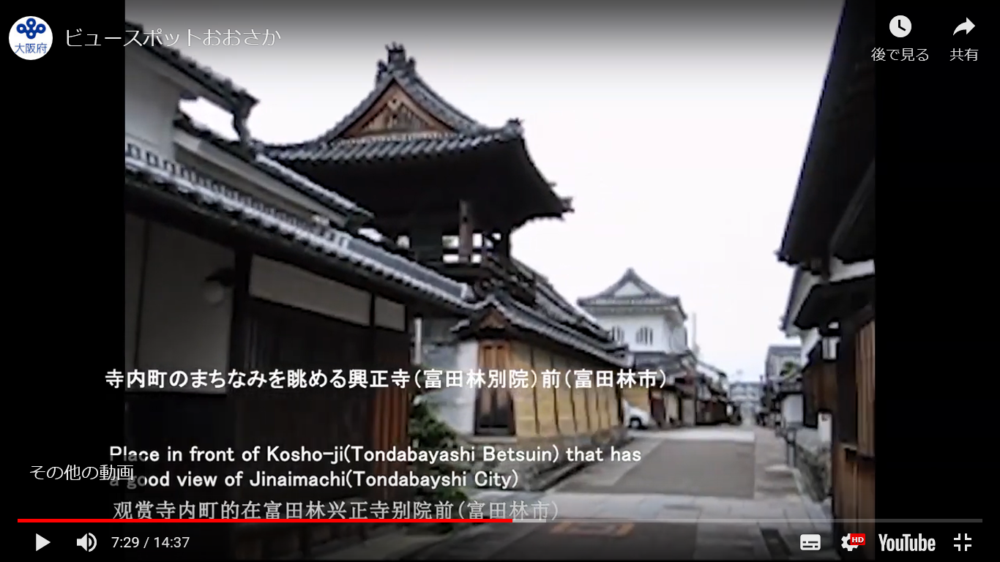 大阪府
ビュースポットおおさか
後で見る
共有
寺内町のまちなみを眺める興正寺(富田林別院)前(富田林市)
Place in front of Kosho-ji(Tondabayashi Betsuin) that has
a good view of Jinaimachi(Tondabayshi City)
その他の動画
观赏寺内町的在富田林兴正寺别院前(富田林市)
7:29 / 14:37
HD
YouTube